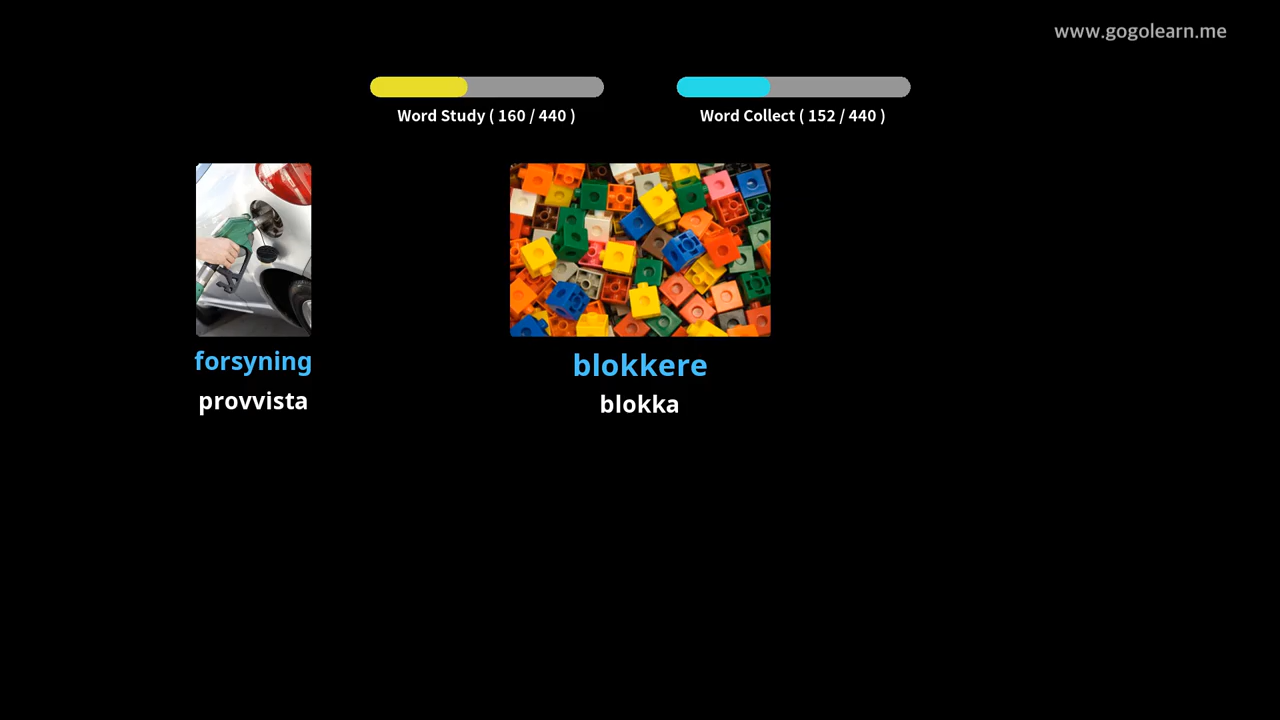 www.gogolearn.me
Word Study ( 160 / 440 )
Word Collect ( 152 / 440 )
forsyning
provvista
blokkere
blokka